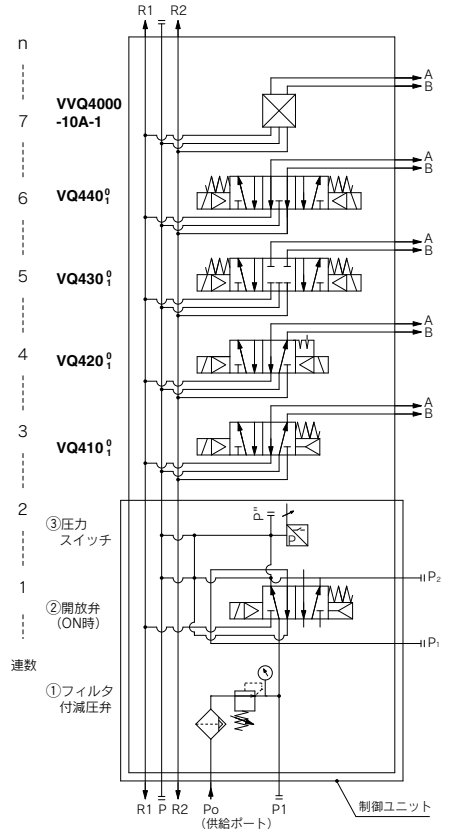 R1 R2
n
7
VVQ4000
-10A-1
A
B
6
VQ440⁰₁
A
B
5
VQ430⁰₁
A
B
4
VQ420⁰₁
A
B
3
VQ410⁰₁
A
B
2
③圧力
スイッチ
P"
P
1
P₂
②開放弁
(ON時)
P₁
連数
①フィルタ
付減圧弁
R1 P R2 Po P1
(供給ポート)
制御ユニット